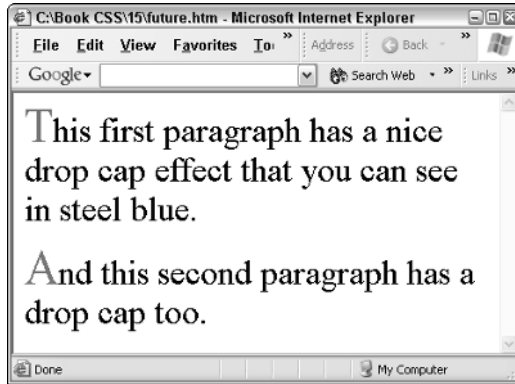 C:\Book CSS\15\future.htm - Microsoft Internet Explorer
File Edit View Favorites To » Address Back »
Google Search Web » Links »
This first paragraph has a nice
drop cap effect that you can see
in steel blue.
And this second paragraph has a
drop cap too.
Done My Computer